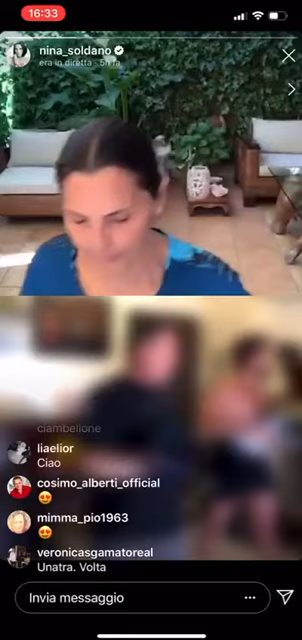 16:33
nina_soldano
era in diretta · 5h fa
ciambellone
liaelior
Ciao
cosimo_alberti_official
😍
mimma_pio1963
😍
veronicasgamatoreal
Unatra. Volta
Invia messaggio